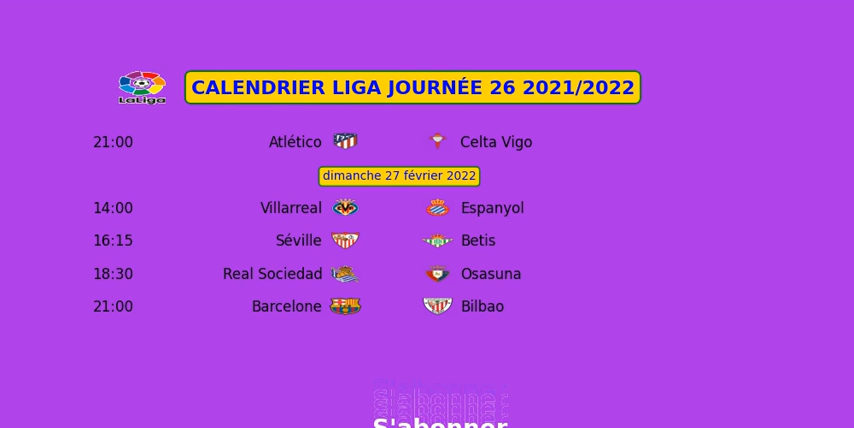 LaLiga
CALENDRIER LIGA JOURNÉE 26 2021/2022
21:00 Atlético Celta Vigo
dimanche 27 février 2022
14:00 Villarreal Espanyol
16:15 Séville Betis
18:30 Real Sociedad Osasuna
21:00 Barcelone Bilbao
S'abonner